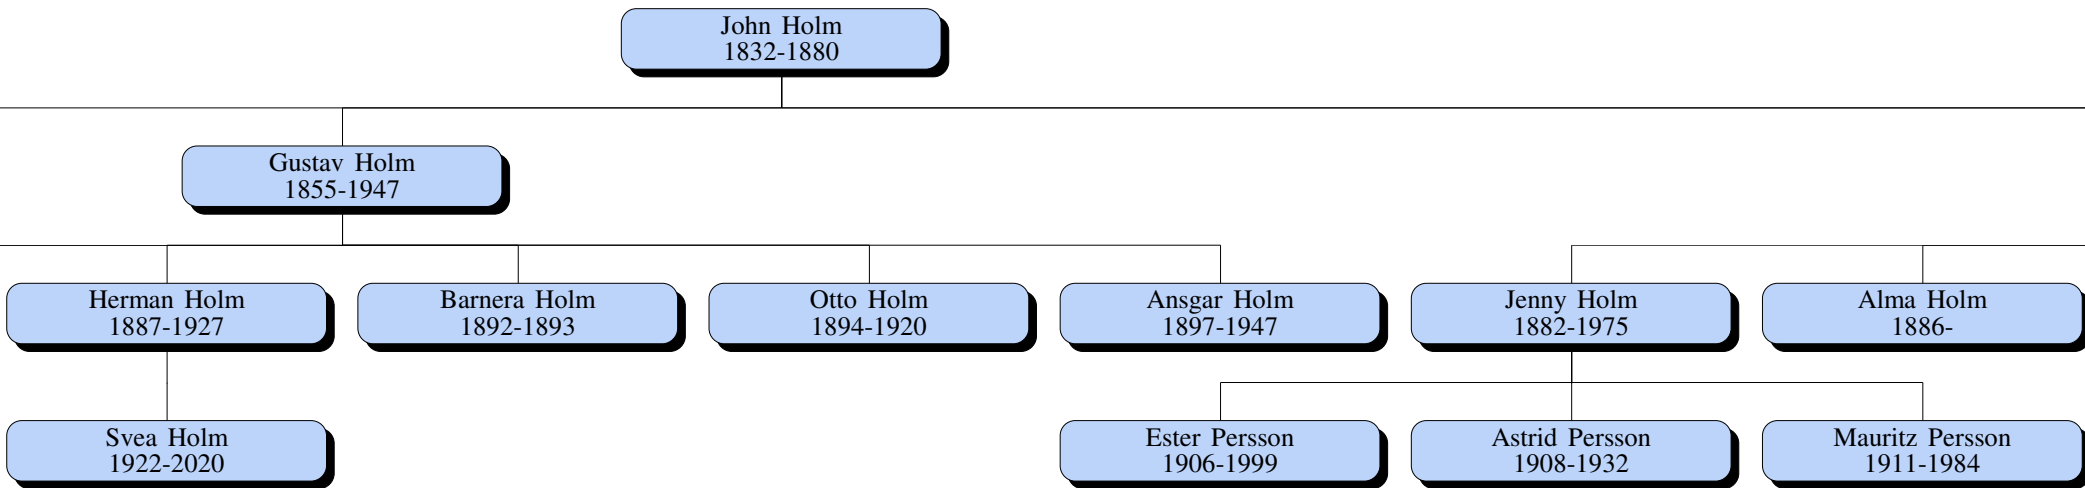 John Holm
1832-1880
Gustav Holm
1855-1947
Herman Holm
1887-1927
Barnera Holm
1892-1893
Otto Holm
1894-1920
Ansgar Holm
1897-1947
Jenny Holm
1882-1975
Alma Holm
1886-
Svea Holm
1922-2020
Ester Persson
1906-1999
Astrid Persson
1908-1932
Mauritz Persson
1911-1984